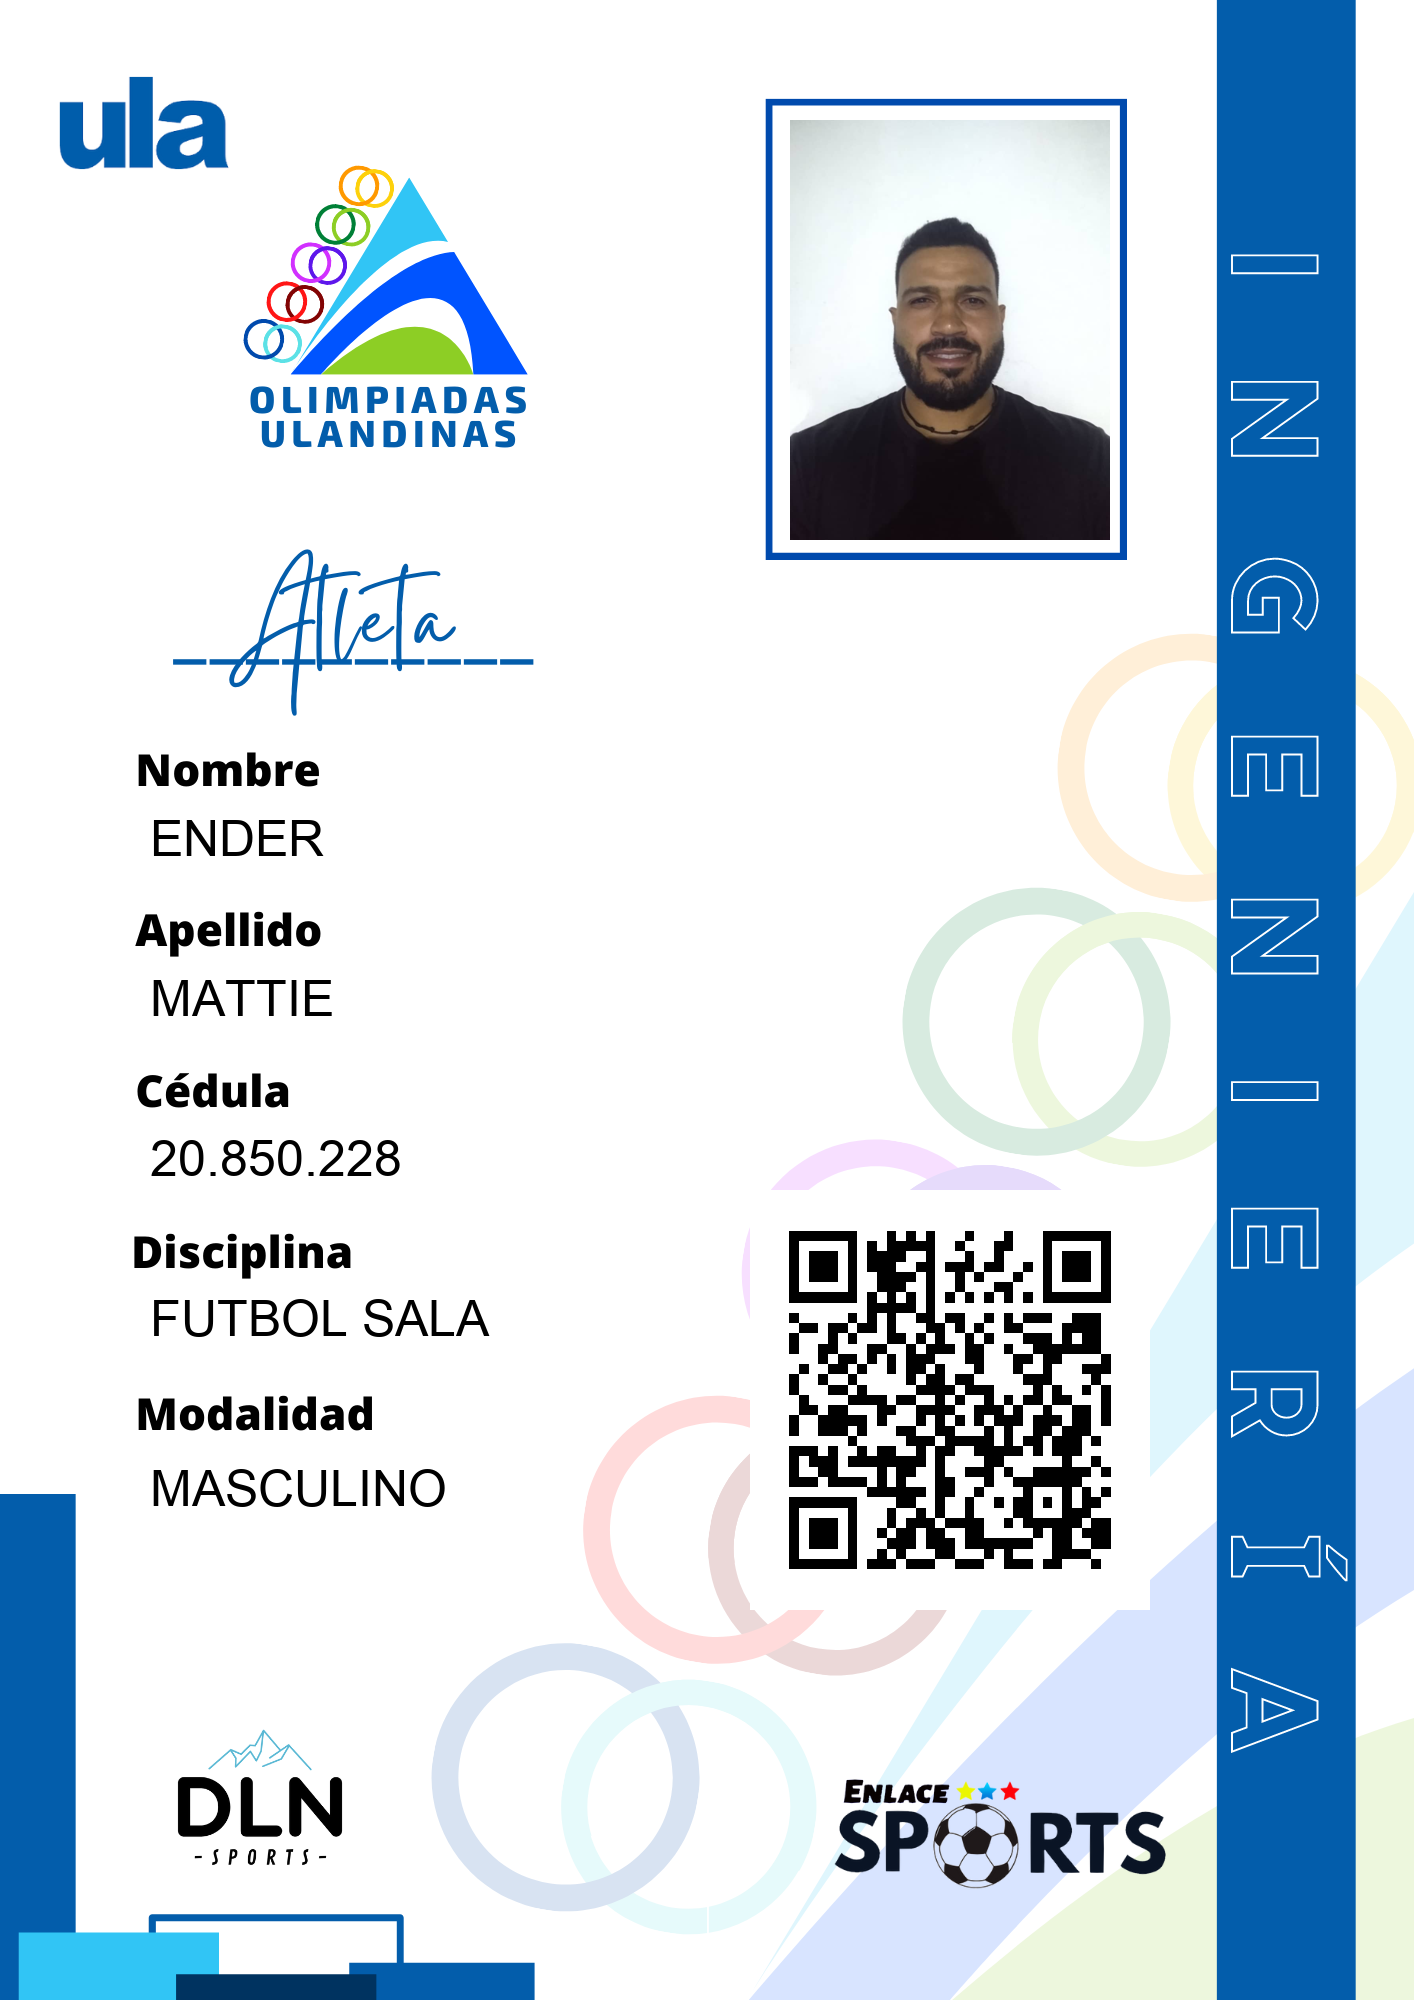 ula
OLIMPIADAS
ULANDINAS
Atleta
Nombre
ENDER
Apellido
MATTIE
Cédula
20.850.228
Disciplina
FUTBOL SALA
Modalidad
MASCULINO
INGENIERÍA
DLN
-SPORTS-
ENLACE
SPORTS